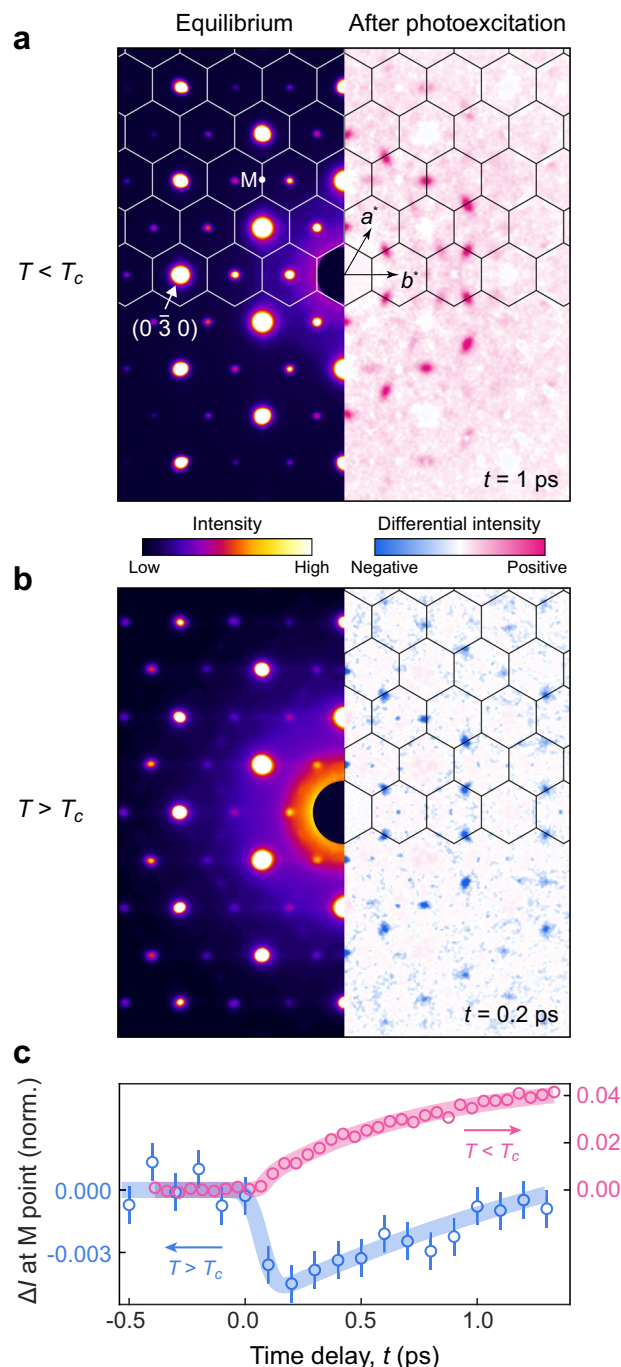 a
Equilibrium
After photoexcitation
T < Tc
M
a*
b*
(0 3̄ 0)
t = 1 ps
Intensity
Low
High
Differential intensity
Negative
Positive
b
T > Tc
t = 0.2 ps
c
ΔI at M point (norm.)
0.000
-0.003
0.04
0.02
0.00
T < Tc
T > Tc
-0.5
0.0
0.5
1.0
Time delay, t (ps)